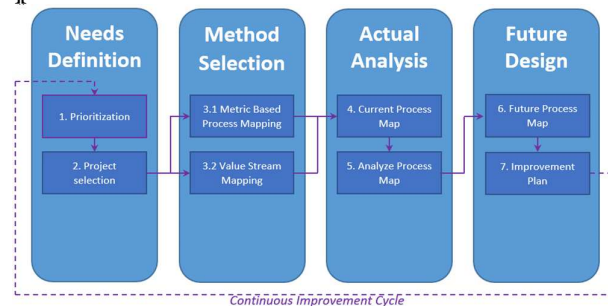 Needs
Definition
Method
Selection
Actual
Analysis
Future
Design
1. Prioritization
2. Project
selection
3.1 Metric Based
Process Mapping
3.2 Value Stream
Mapping
4. Current Process
Map
5. Analyze Process
Map
6. Future Process
Map
7. Improvement
Plan
Continuous Improvement Cycle